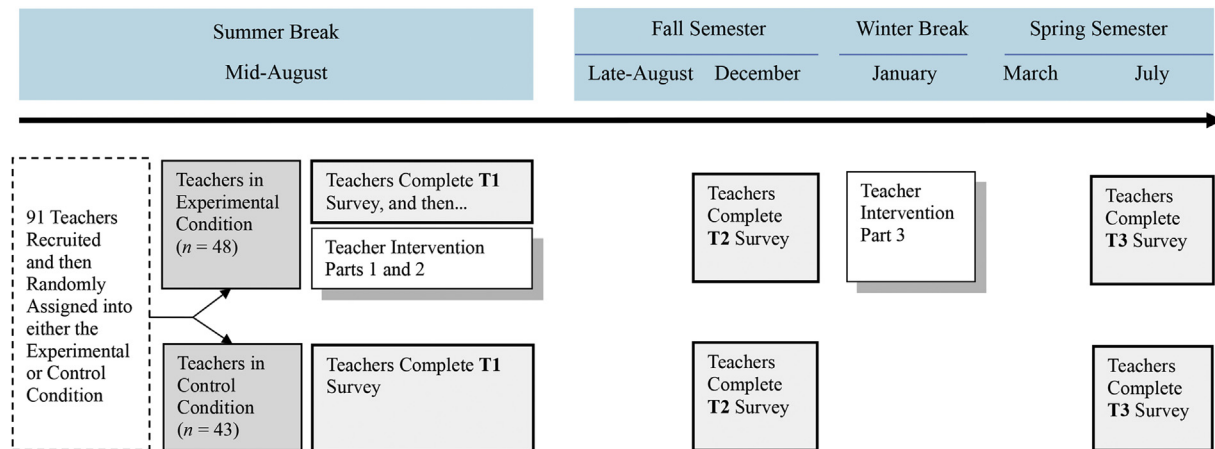 Summer Break
Mid-August
Fall Semester
Late-August December
Winter Break
January
Spring Semester
March July
91 Teachers
Recruited
and then
Randomly
Assigned into
either the
Experimental
or Control
Condition
Teachers in
Experimental
Condition
(n = 48)
Teachers Complete T1
Survey, and then...
Teacher Intervention
Parts 1 and 2
Teachers
Complete
T2 Survey
Teacher
Intervention
Part 3
Teachers
Complete
T3 Survey
Teachers in
Control
Condition
(n = 43)
Teachers Complete T1
Survey
Teachers
Complete
T2 Survey
Teachers
Complete
T3 Survey